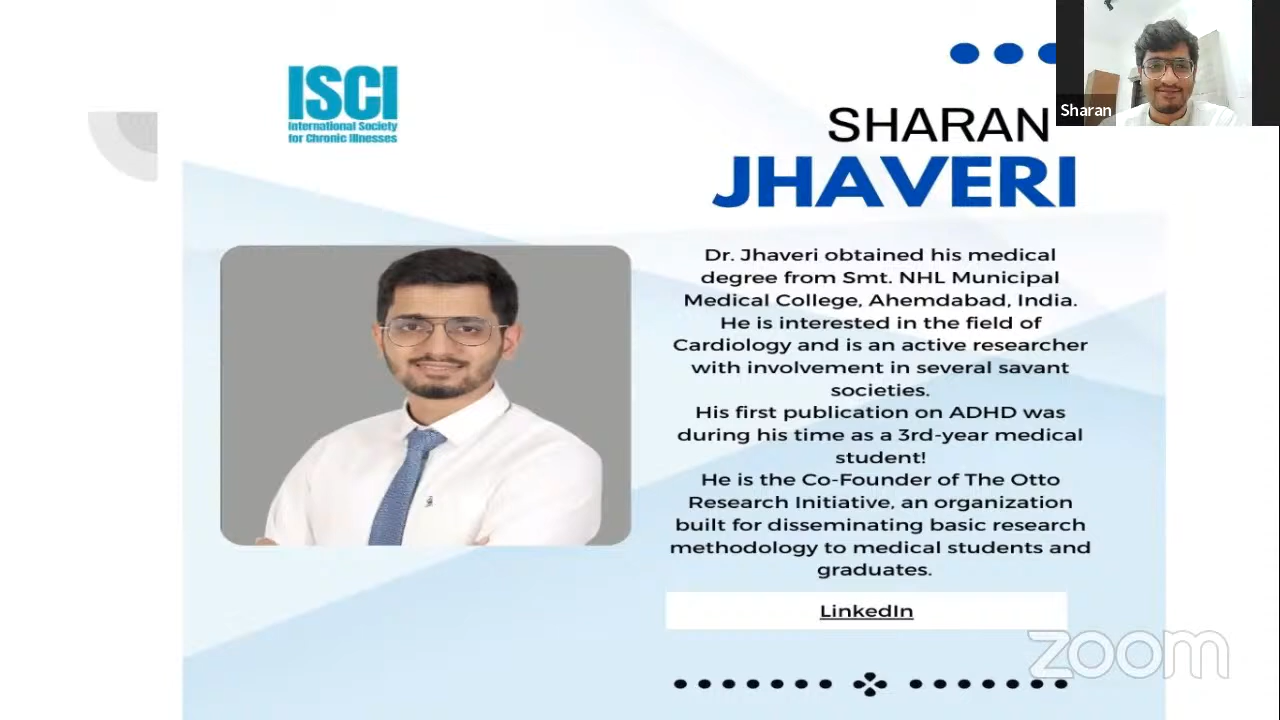 ISCI
International Society
for Chronic Illnesses
Sharan
SHARAN
JHAVERI
Dr. Jhaveri obtained his medical
degree from Smt. NHL Municipal
Medical College, Ahemdabad, India.
He is interested in the field of
Cardiology and is an active researcher
with involvement in several savant
societies.
His first publication on ADHD was
during his time as a 3rd-year medical
student!
He is the Co-Founder of The Otto
Research Initiative, an organization
built for disseminating basic research
methodology to medical students and
graduates.
LinkedIn
zoom